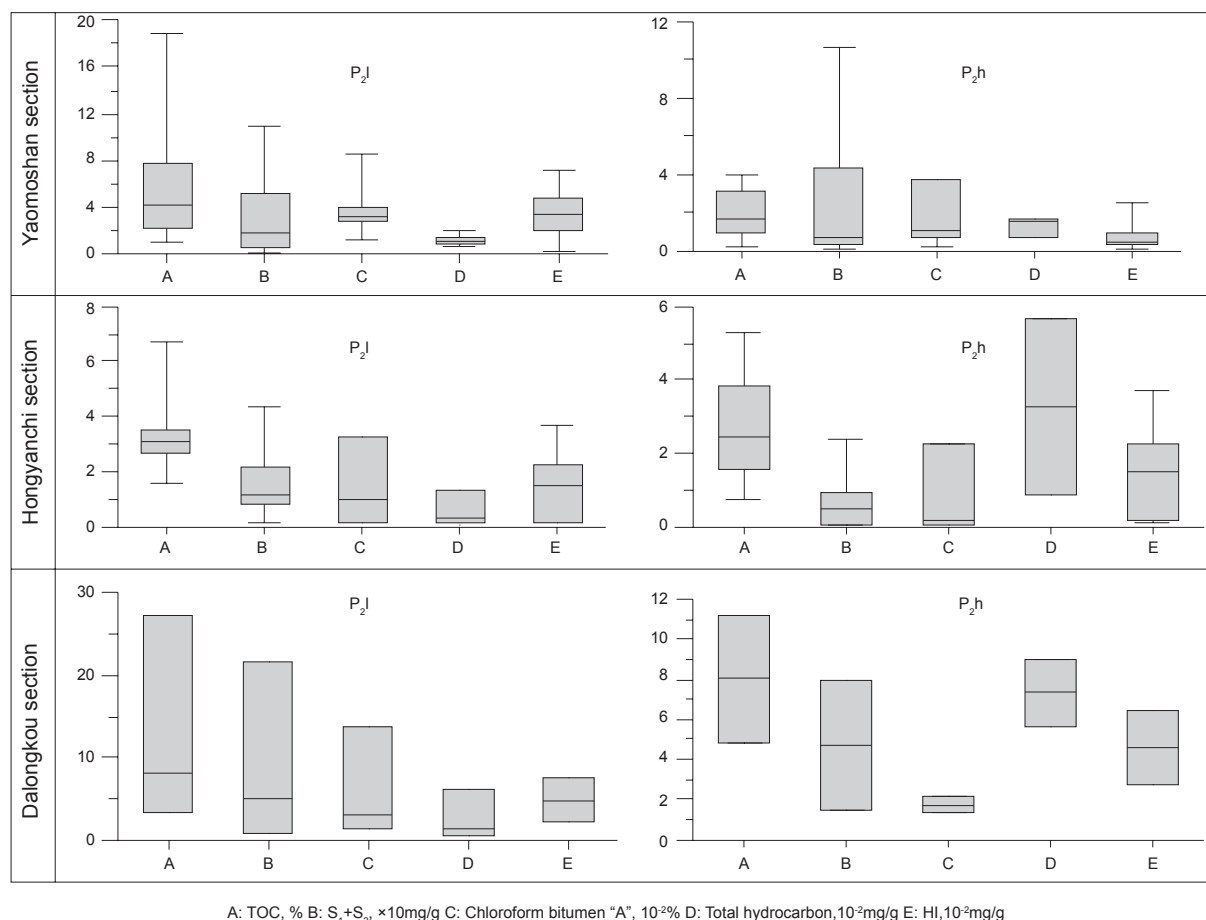 Yaomoshan section
P₂l
20
16
12
8
4
0
A B C D E
P₂h
12
8
4
0
A B C D E
Hongyanchi section
P₂l
8
6
4
2
0
A B C D E
P₂h
6
4
2
0
A B C D E
Dalongkou section
P₂l
30
20
10
0
A B C D E
P₂h
12
10
8
6
4
2
0
A B C D E
A: TOC, % B: S₁+S₂, ×10mg/g C: Chloroform bitumen “A”, 10⁻²% D: Total hydrocarbon,10⁻²mg/g E: HI,10⁻²mg/g